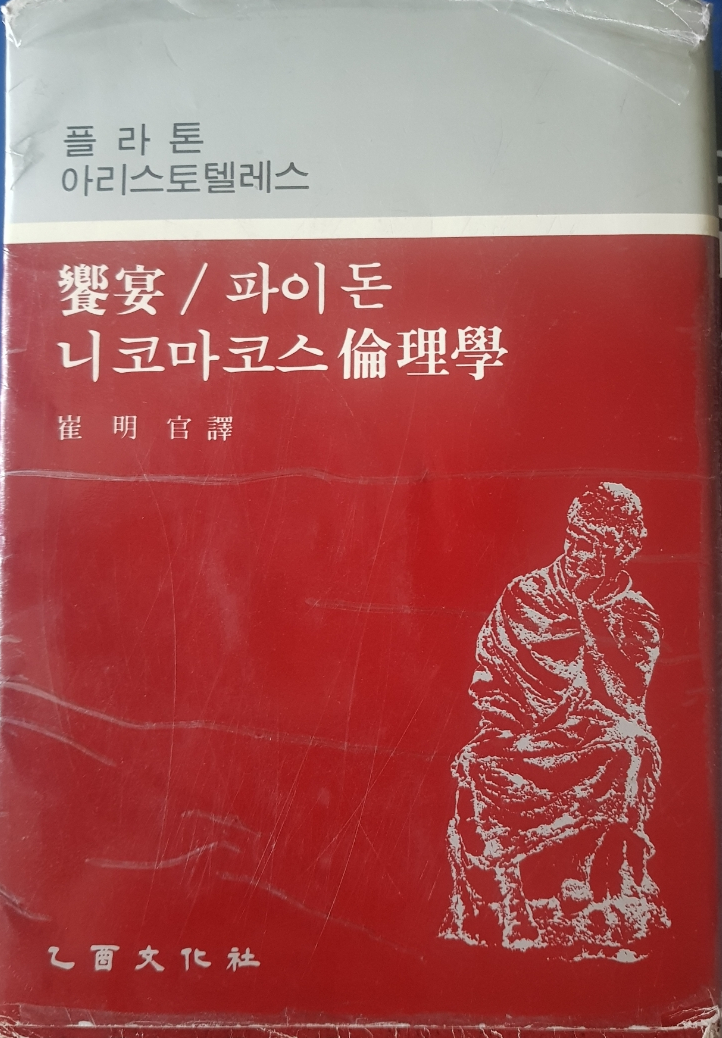 플라톤
아리스토텔레스
饗宴 / 파이돈
니코마코스倫理學
崔明官譯
乙酉文化社